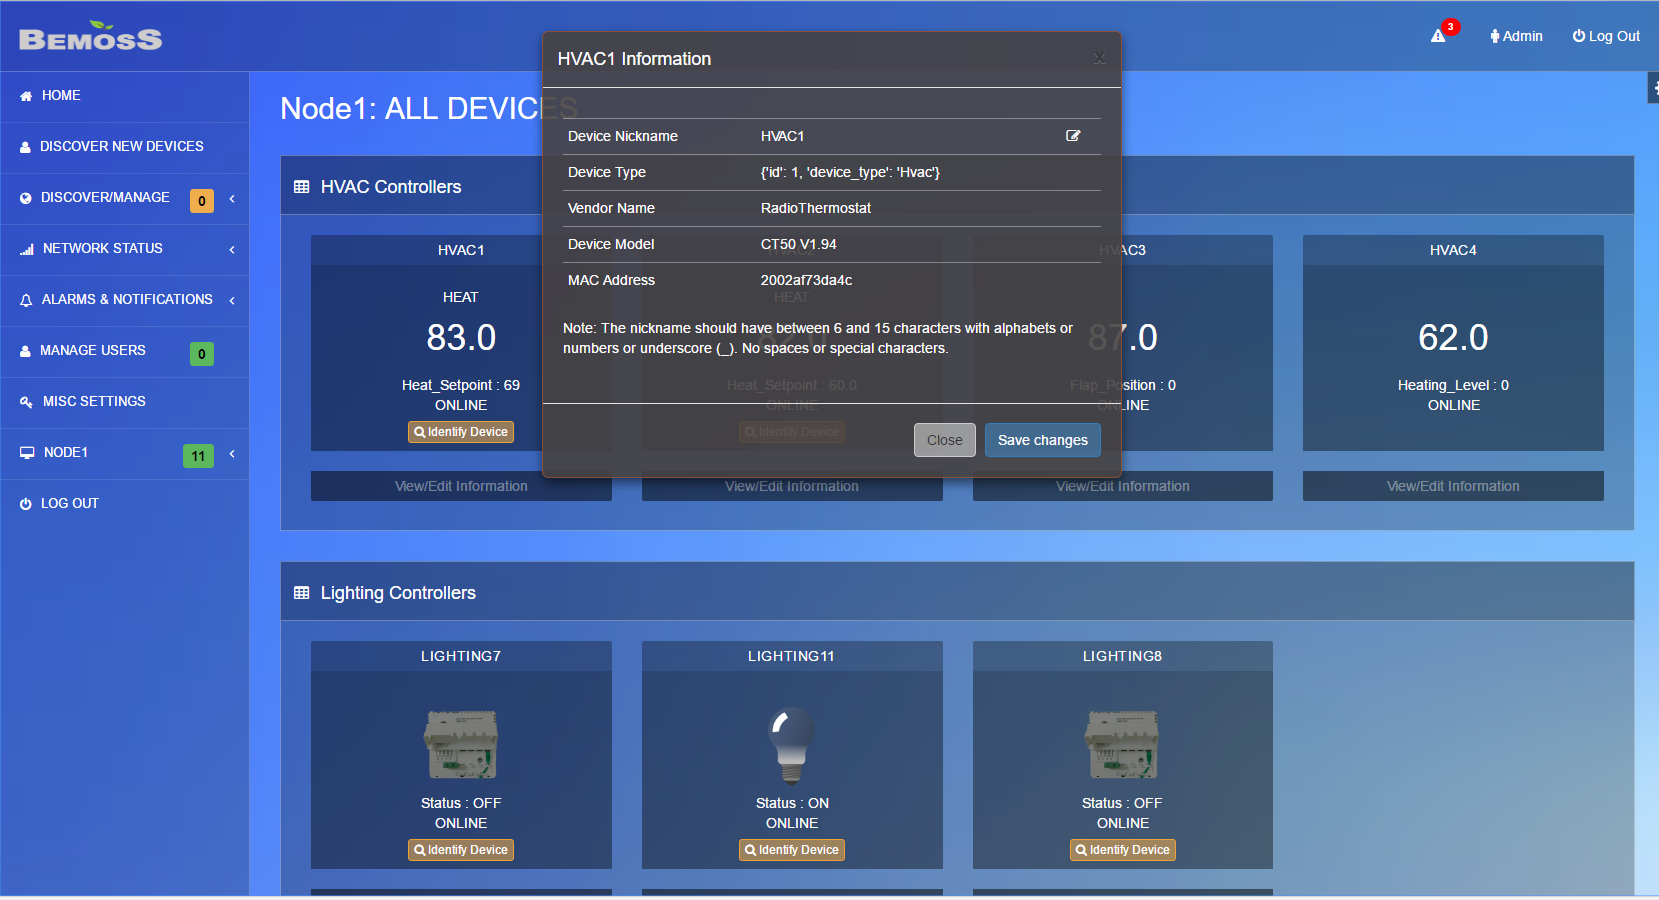 BEMOSS
3
Admin
Log Out
HOME
DISCOVER NEW DEVICES
DISCOVER/MANAGE 0
NETWORK STATUS
ALARMS & NOTIFICATIONS
MANAGE USERS 0
MISC SETTINGS
NODE1 11
LOG OUT
Node1: ALL DEVICES
HVAC1 Information x
Device Nickname HVAC1
Device Type {'id': 1, 'device_type': 'Hvac'}
Vendor Name RadioThermostat
Device Model CT50 V1.94
MAC Address 2002af73da4c
Note: The nickname should have between 6 and 15 characters with alphabets or
numbers or underscore (_). No spaces or special characters.
Close Save changes
HVAC Controllers
HVAC1
HEAT
83.0
Heat_Setpoint : 69
ONLINE
Identify Device
View/Edit Information
HVAC2
HEAT
82.0
Heat_Setpoint : 60.0
ONLINE
Identify Device
View/Edit Information
HVAC3
87.0
Flap_Position : 0
ONLINE
View/Edit Information
HVAC4
62.0
Heating_Level : 0
ONLINE
View/Edit Information
Lighting Controllers
LIGHTING7
Status : OFF
ONLINE
Identify Device
LIGHTING11
Status : ON
ONLINE
Identify Device
LIGHTING8
Status : OFF
ONLINE
Identify Device